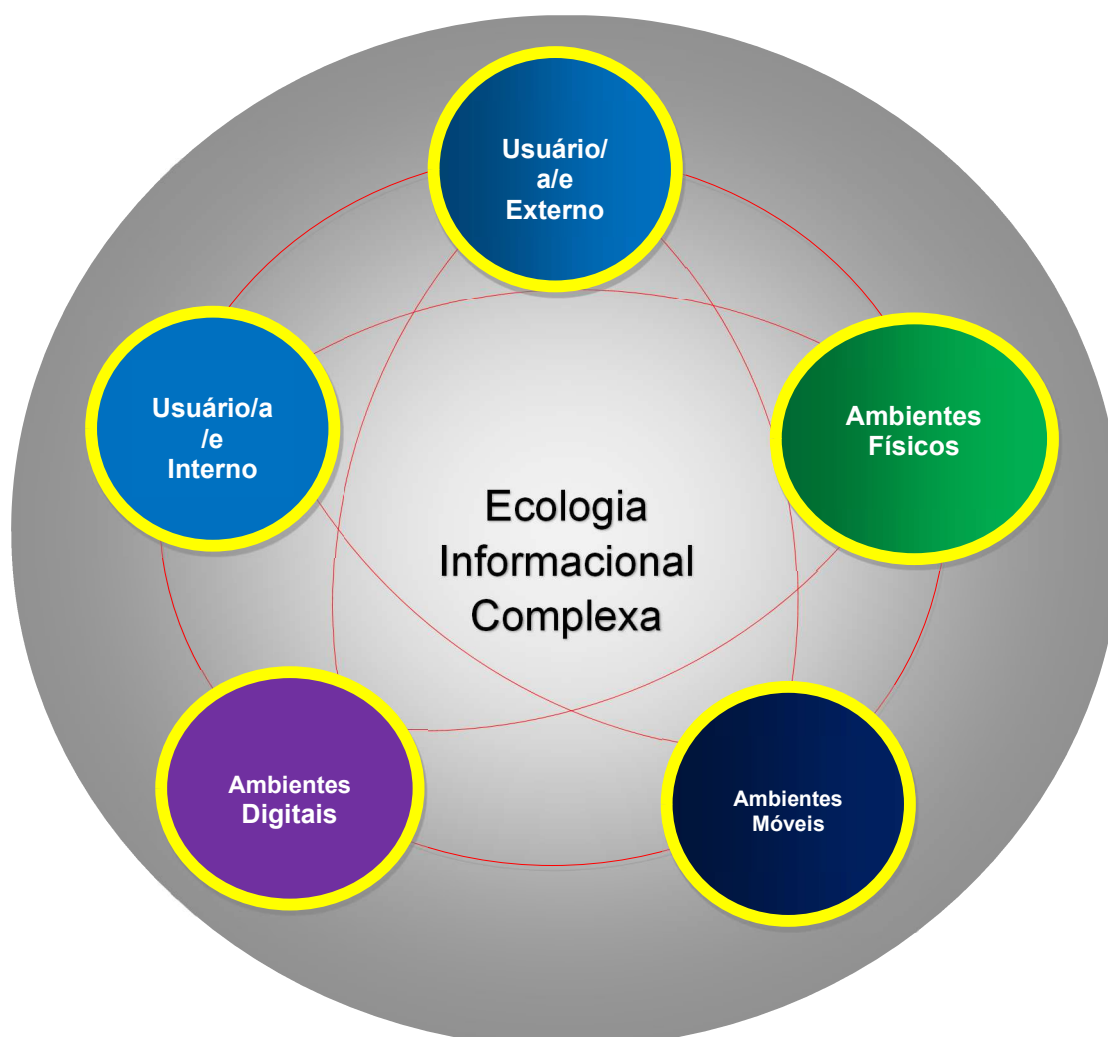 Usuário/
a/e
Externo
Usuário/a
/e
Interno
Ambientes
Físicos
Ecologia
Informacional
Complexa
Ambientes
Digitais
Ambientes
Móveis